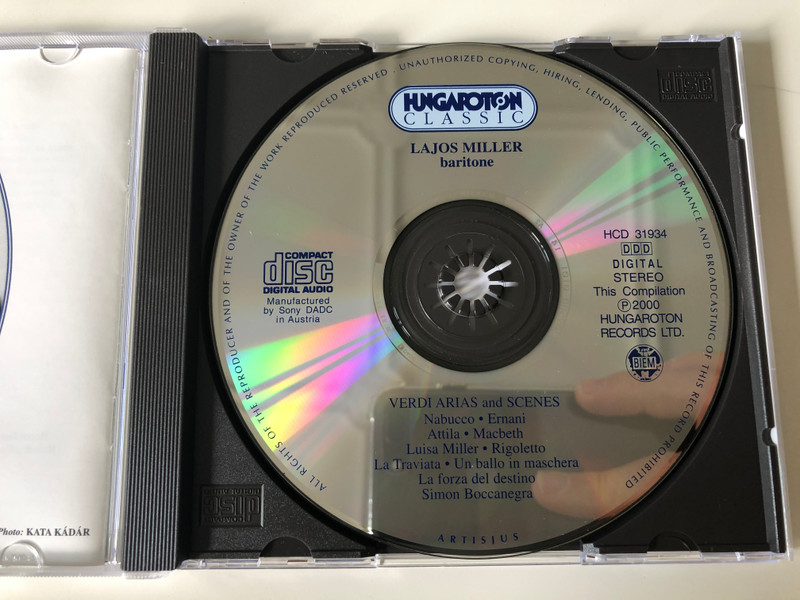 ALL RIGHTS OF THE REPRODUCER AND OF THE OWNER OF THE WORK REPRODUCED RESERVED . UNAUTHORIZED COPYING, HIRING, LENDING, PUBLIC PERFORMANCE AND BROADCASTING OF THIS RECORD PROHIBITED
HUNGAROTON
CLASSIC
LAJOS MILLER
baritone
COMPACT
disc
DIGITAL AUDIO
Manufactured
by Sony DADC
in Austria
HCD 31934
DDD
DIGITAL
STEREO
This Compilation
℗2000
HUNGAROTON
RECORDS LTD.
BIEM
VERDI ARIAS and SCENES
Nabucco • Ernani
Attila • Macbeth
Luisa Miller • Rigoletto
La Traviata • Un ballo in maschera
La forza del destino
Simon Boccanegra
ARTISJUS
Photo: KATA KÁDÁR